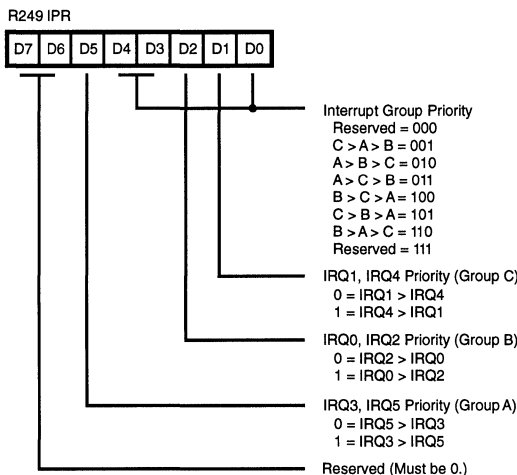 R249 IPR
D7 D6 D5 D4 D3 D2 D1 D0
Interrupt Group Priority
Reserved = 000
C > A > B = 001
A > B > C = 010
A > C > B = 011
B > C > A = 100
C > B > A = 101
B > A > C = 110
Reserved = 111
IRQ1, IRQ4 Priority (Group C)
0 = IRQ1 > IRQ4
1 = IRQ4 > IRQ1
IRQ0, IRQ2 Priority (Group B)
0 = IRQ2 > IRQ0
1 = IRQ0 > IRQ2
IRQ3, IRQ5 Priority (Group A)
0 = IRQ5 > IRQ3
1 = IRQ3 > IRQ5
Reserved (Must be 0.)